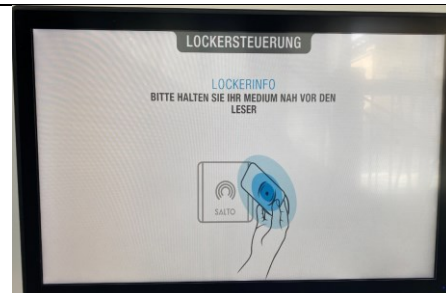 LOCKERSTEUERUNG
LOCKERINFO
BITTE HALTEN SIE IHR MEDIUM NAH VOR DEN
LESER
SALTO